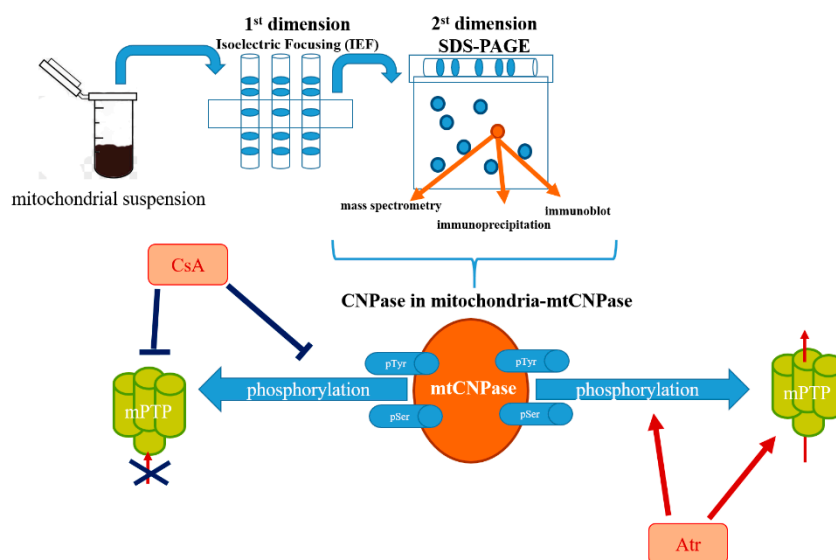 1st dimension
Isoelectric Focusing (IEF)
2nd dimension
SDS-PAGE
mitochondrial suspension
mass spectrometry
immunoprecipitation
immunoblot
CsA
CNPase in mitochondria-mtCNPase
pTyr
pTyr
mPTP
phosphorylation
mtCNPase
phosphorylation
mPTP
pSer
pSer
Atr